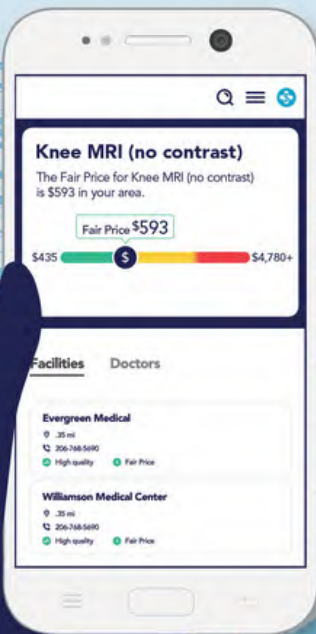 Knee MRI (no contrast)
The Fair Price for Knee MRI (no contrast)
is $593 in your area.
Fair Price $593
$435 $ $4,780+
Facilities Doctors
Evergreen Medical
.35 mi
206-768-5690
High quality Fair Price
Williamson Medical Center
.35 mi
206-768-5690
High quality Fair Price